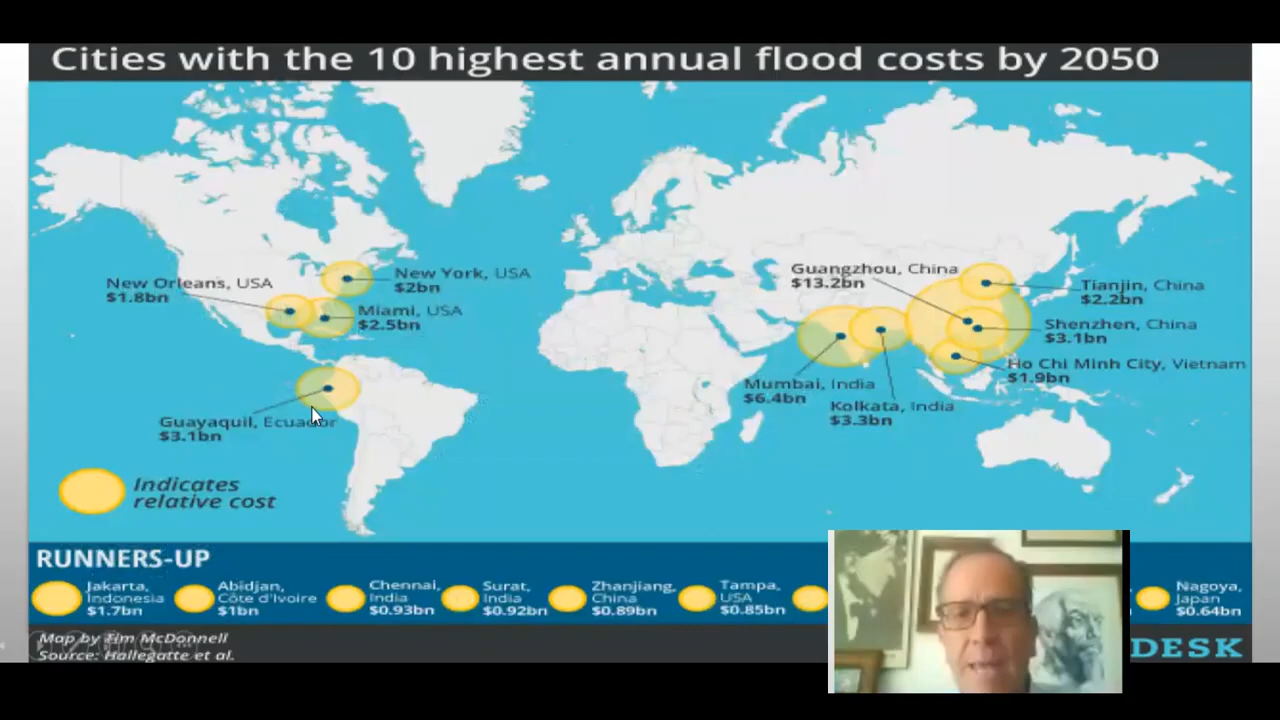 Cities with the 10 highest annual flood costs by 2050
New Orleans, USA
$1.8bn
New York, USA
$2bn
Miami, USA
$2.5bn
Guayaquil, Ecuador
$3.1bn
Guangzhou, China
$13.2bn
Tianjin, China
$2.2bn
Shenzhen, China
$3.1bn
Ho Chi Minh City, Vietnam
$1.9bn
Mumbai, India
$6.4bn
Kolkata, India
$3.3bn
Indicates
relative cost
RUNNERS-UP
Jakarta,
Indonesia
$1.7bn
Abidjan,
Côte d'Ivoire
$1bn
Chennai,
India
$0.93bn
Surat,
India
$0.92bn
Zhanjiang,
China
$0.89bn
Tampa,
USA
$0.85bn
Nagoya,
Japan
$0.64bn
Map by Tim McDonnell
Source: Hallegatte et al.
DESK